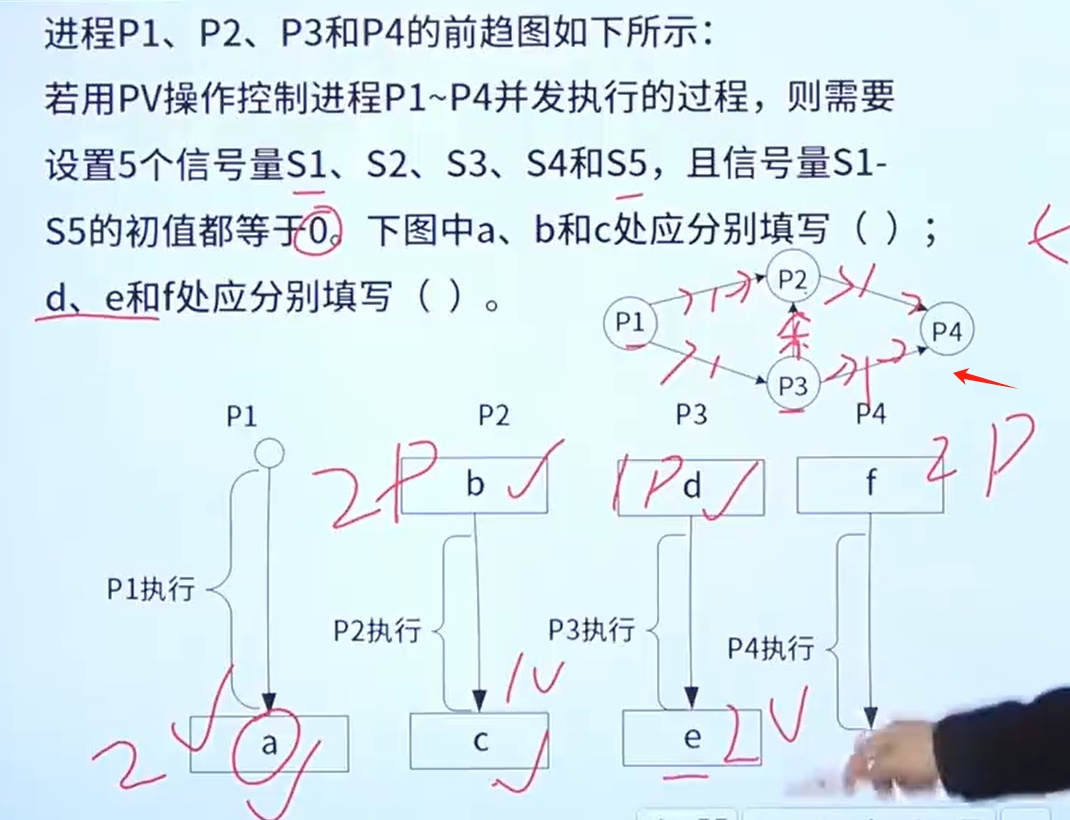 进程P1、P2、P3和P4的前趋图如下所示：
若用PV操作控制进程P1~P4并发执行的过程，则需要
设置5个信号量S1、S2、S3、S4和S5，且信号量S1-
S5的初值都等于0。下图中a、b和c处应分别填写（ ）；
d、e和f处应分别填写（ ）。
P2
P1
P4
P3
P1 P2 P3 P4
2P b 1P d f 2P
P1执行
P2执行 P3执行
P4执行
1V
2 a c e 2V